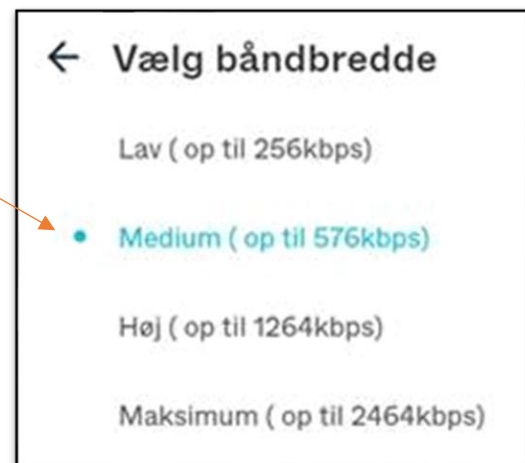 ← Vælg båndbredde
Lav ( op til 256kbps)
• Medium ( op til 576kbps)
Høj ( op til 1264kbps)
Maksimum ( op til 2464kbps)